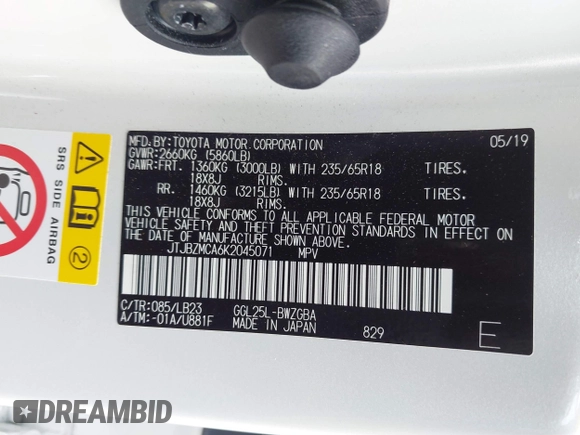 MFD.BY:TOYOTA MOTOR CORPORATION 05/19
GVWR:2660KG (5860LB)
GAWR:FRT. 1360KG (3000LB) WITH 235/65R18 TIRES.
18X8J RIMS.
RR. 1460KG (3215LB) WITH 235/65R18 TIRES.
18X8J RIMS.
THIS VEHICLE CONFORMS TO ALL APPLICABLE FEDERAL MOTOR
VEHICLE SAFETY AND THEFT PREVENTION STANDARDS IN EFFECT ON
THE DATE OF MANUFACTURE SHOWN ABOVE.
JTJBZMCA6K2045071 MPV
C/TR:085/LB23 GGL25L-BWZGBA
A/TM:-01A/U881F MADE IN JAPAN 829 E
SRS SIDE AIRBAG
2
DREAMBID